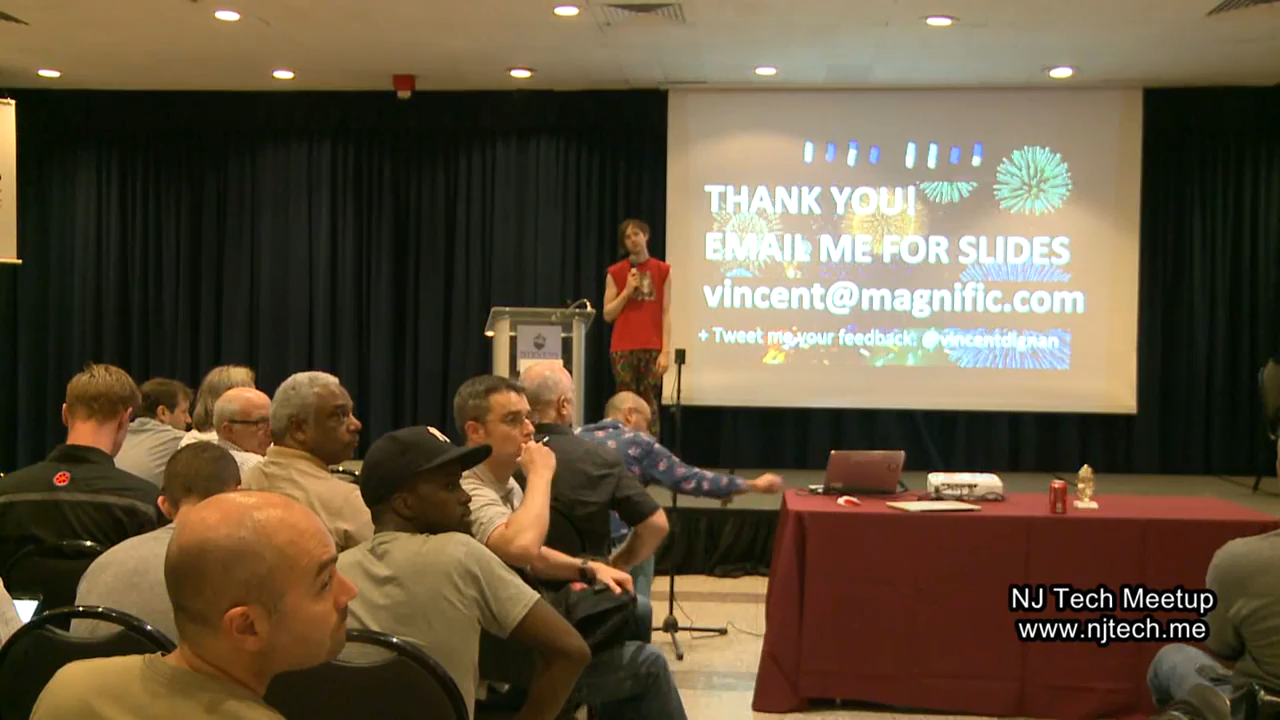 THANK YOU!
EMAIL ME FOR SLIDES
vincent@magnific.com
+ Tweet me your feedback: @vincentdignan
NJ Tech Meetup
www.njtech.me